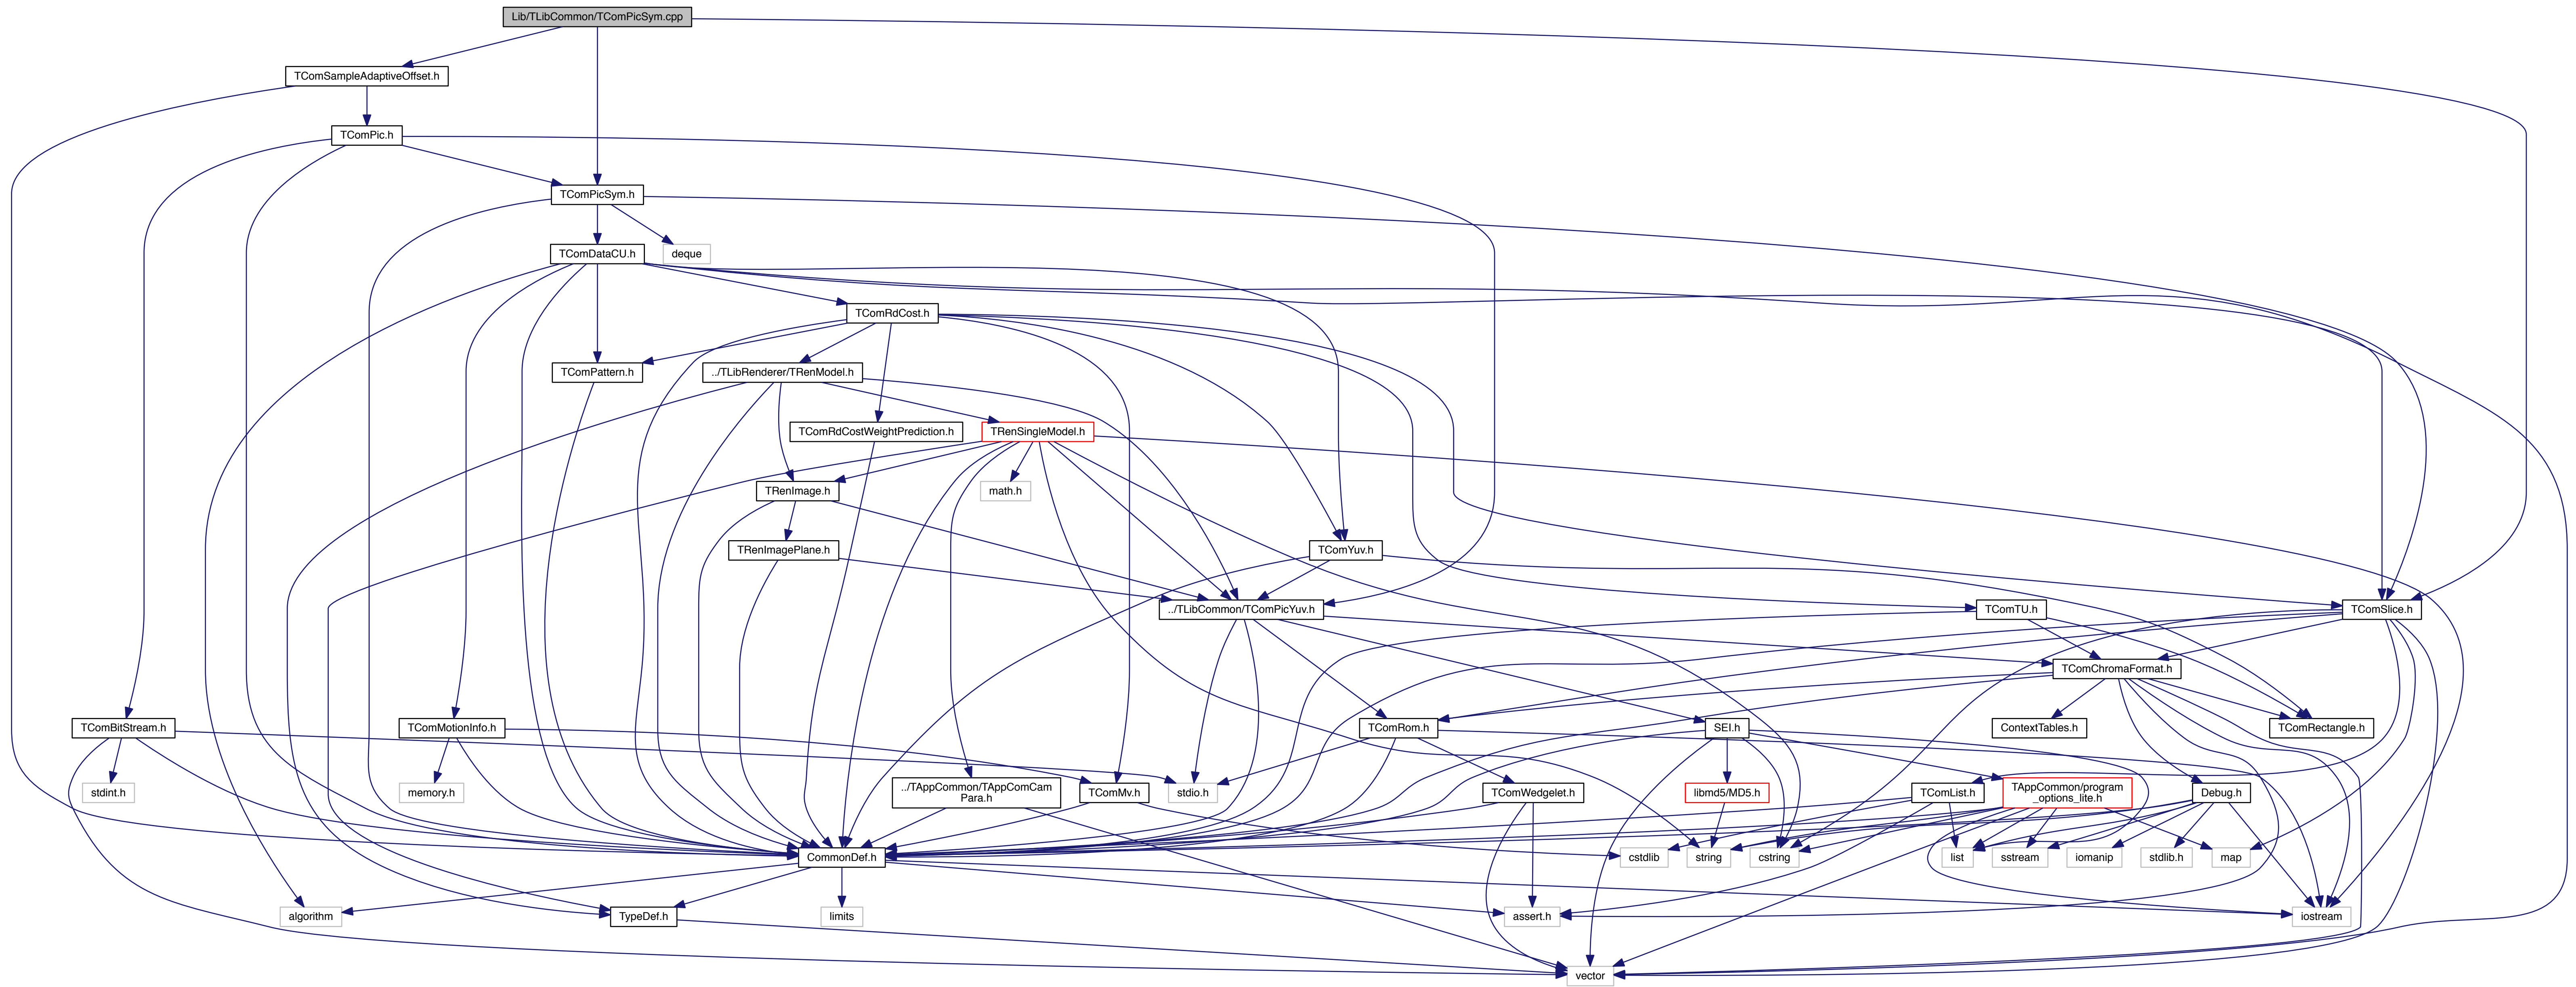 Lib/TLibCommon/TComPicSym.cpp
TComSampleAdaptiveOffset.h
TComPic.h
TComPicSym.h
TComDataCU.h
deque
TComRdCost.h
TComPattern.h
../TLibRenderer/TRenModel.h
TComRdCostWeightPrediction.h
TRenSingleModel.h
TRenImage.h
math.h
TRenImagePlane.h
TComYuv.h
../TLibCommon/TComPicYuv.h
TComTU.h
TComSlice.h
TComChromaFormat.h
TComBitStream.h
TComMotionInfo.h
TComRom.h
SEI.h
ContextTables.h
TComRectangle.h
stdint.h
memory.h
../TAppCommon/TAppComCam
Para.h
TComMv.h
stdio.h
TComWedgelet.h
libmd5/MD5.h
TComList.h
TAppCommon/program
_options_lite.h
Debug.h
CommonDef.h
cstdlib
string
cstring
list
sstream
iomanip
stdlib.h
map
algorithm
TypeDef.h
limits
assert.h
iostream
vector